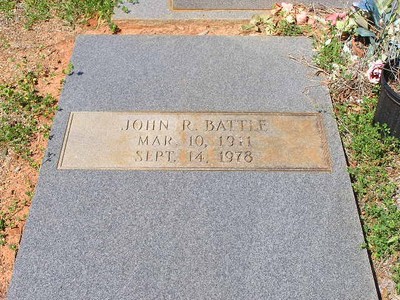 JOHN R. BATTLE
MAR. 10, 1911
SEPT. 14, 1978